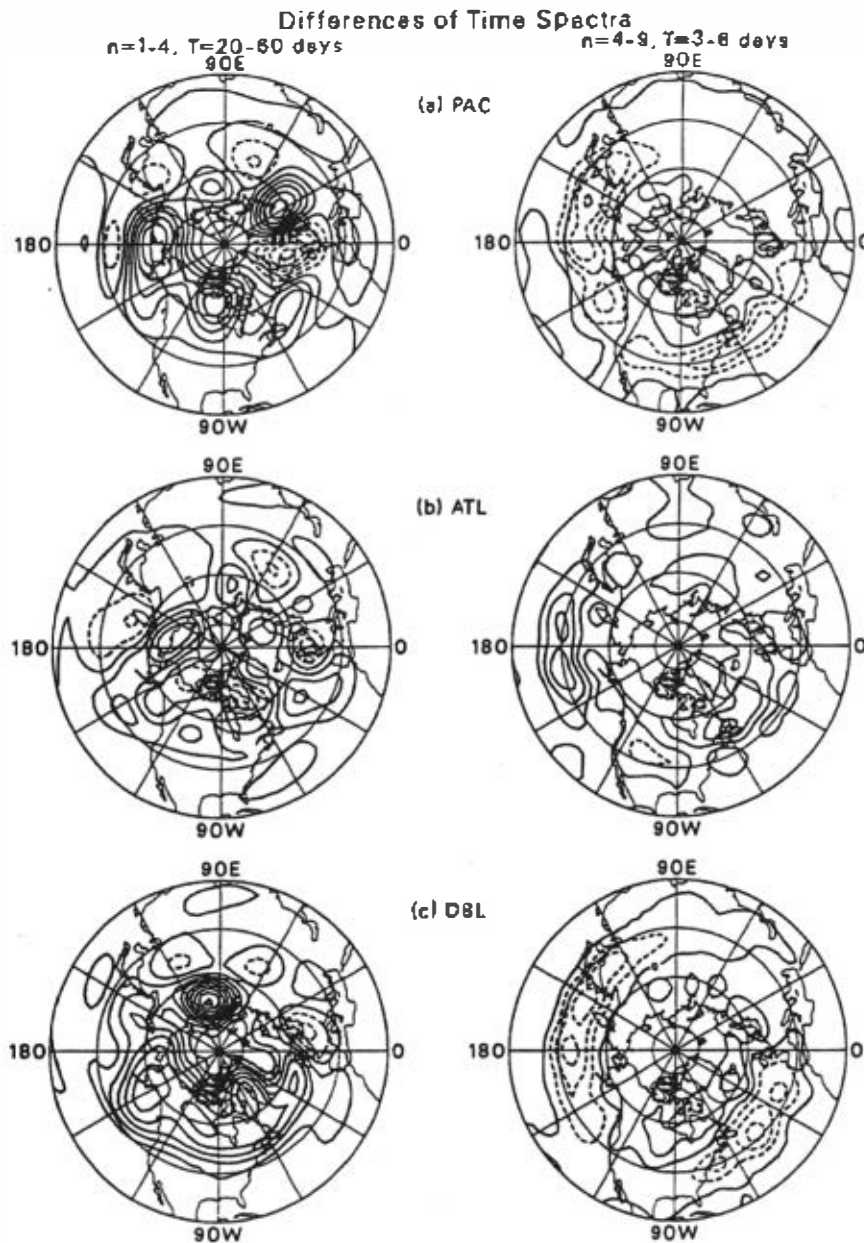 Differences of Time Spectra
n=1-4, T=20-60 days
n=4-9, T=3-6 days
90E
90E
(a) PAC
180
0
180
0
90W
90W
90E
90E
(b) ATL
180
0
180
0
90W
90W
90E
90E
(c) DBL
180
0
180
0
90W
90W